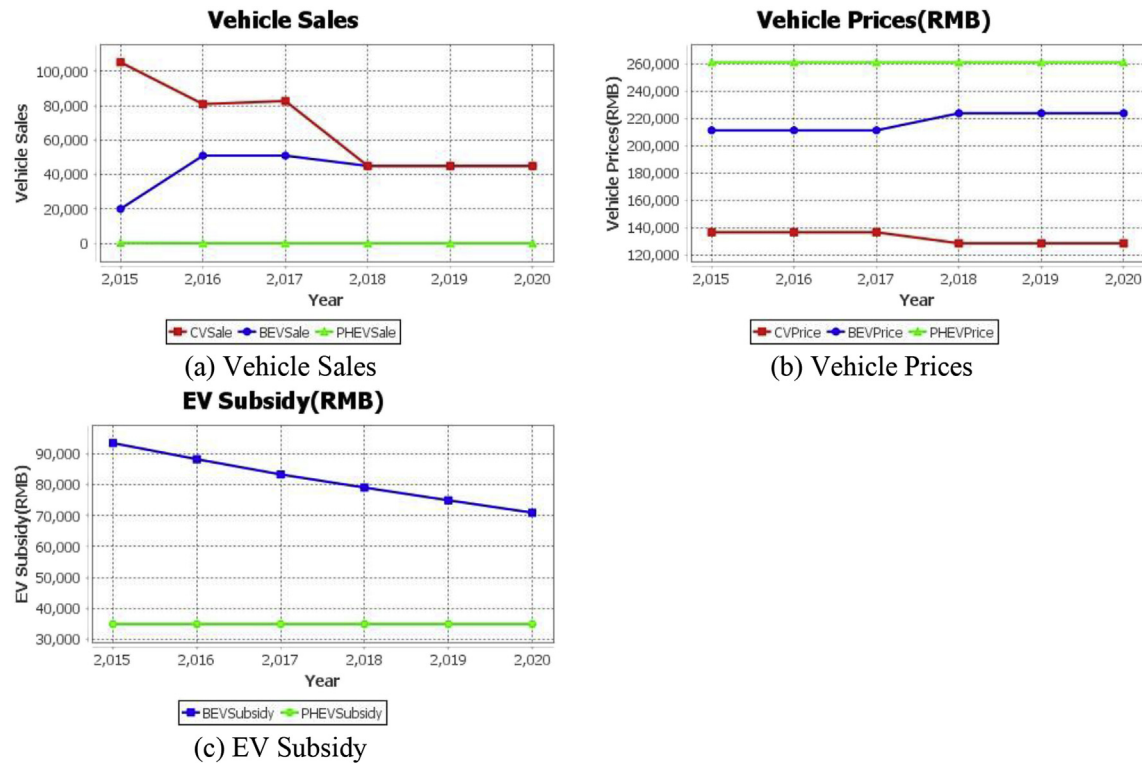 Vehicle Sales
Vehicle Sales
100,000
80,000
60,000
40,000
20,000
0
2,015 2,016 2,017 2,018 2,019 2,020
Year
CVSale BEVSale PHEVSale
(a) Vehicle Sales
Vehicle Prices(RMB)
Vehicle Prices(RMB)
260,000
240,000
220,000
200,000
180,000
160,000
140,000
120,000
2,015 2,016 2,017 2,018 2,019 2,020
Year
CVPrice BEVPrice PHEVPrice
(b) Vehicle Prices
EV Subsidy(RMB)
EV Subsidy(RMB)
90,000
80,000
70,000
60,000
50,000
40,000
30,000
2,015 2,016 2,017 2,018 2,019 2,020
Year
BEVSubsidy PHEVSubsidy
(c) EV Subsidy